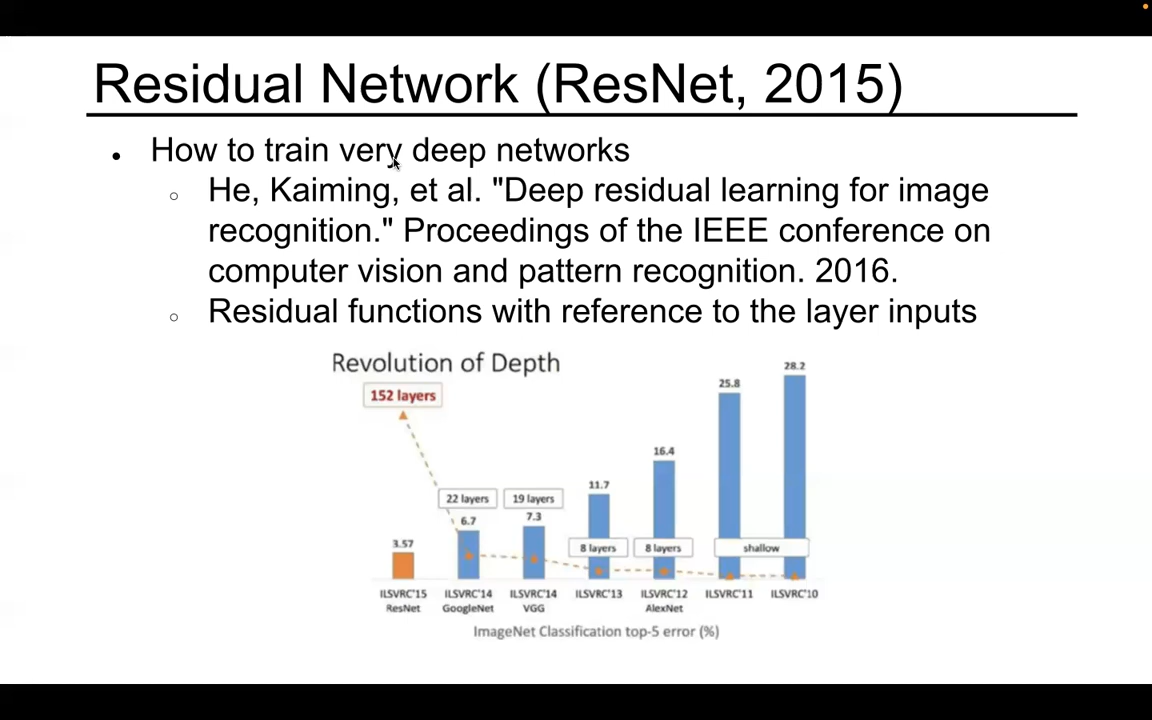 Residual Network (ResNet, 2015)
● How to train very deep networks
○ He, Kaiming, et al. "Deep residual learning for image
recognition." Proceedings of the IEEE conference on
computer vision and pattern recognition. 2016.
○ Residual functions with reference to the layer inputs
Revolution of Depth
28.2
25.8
152 layers
16.4
11.7
22 layers
19 layers
6.7
7.3
3.57
8 layers
8 layers
shallow
ILSVRC'15
ResNet
ILSVRC'14
GoogleNet
ILSVRC'14
VGG
ILSVRC'13
ILSVRC'12
AlexNet
ILSVRC'11
ILSVRC'10
ImageNet Classification top-5 error (%)